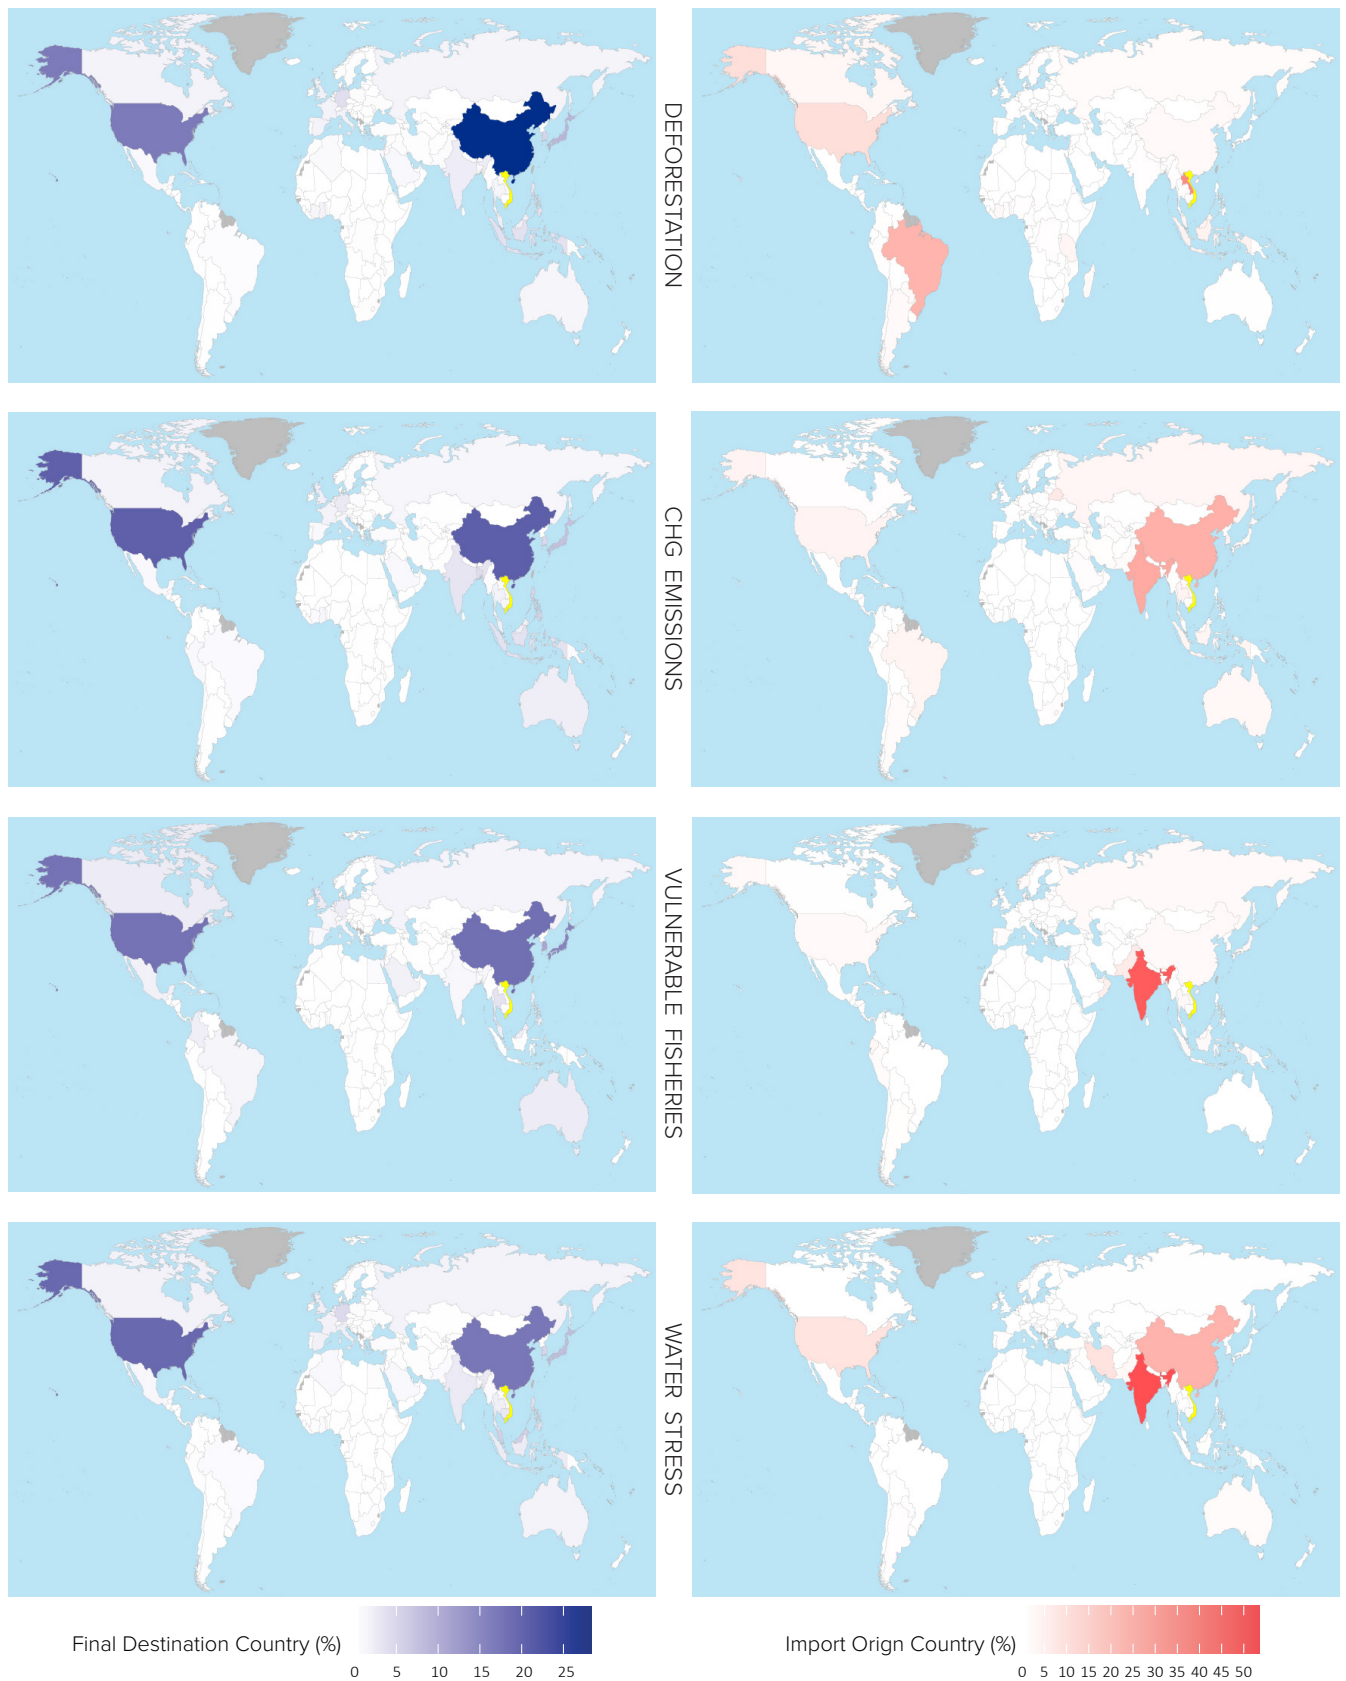 DEFORESTATION
CHG EMISSIONS
VULNERABLE FISHERIES
WATER STRESS
Final Destination Country (%)
0 5 10 15 20 25
Import Orign Country (%)
0 5 10 15 20 25 30 35 40 45 50